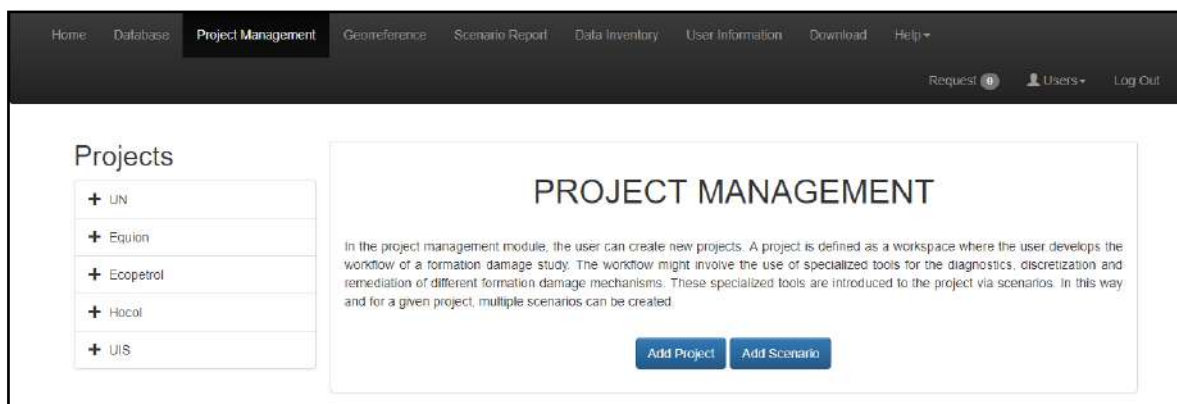 Home Database Project Management Georreference Scenario Report Data Inventory User Information Download Help
Request 0 Users Log Out
Projects
UN
Equion
Ecopetrol
Hocol
UIS
PROJECT MANAGEMENT
In the project management module, the user can create new projects. A project is defined as a workspace where the user develops the
workflow of a formation damage study. The workflow might involve the use of specialized tools for the diagnostics, discretization and
remediation of different formation damage mechanisms. These specialized tools are introduced to the project via scenarios. In this way
and for a given project, multiple scenarios can be created.
Add Project Add Scenario